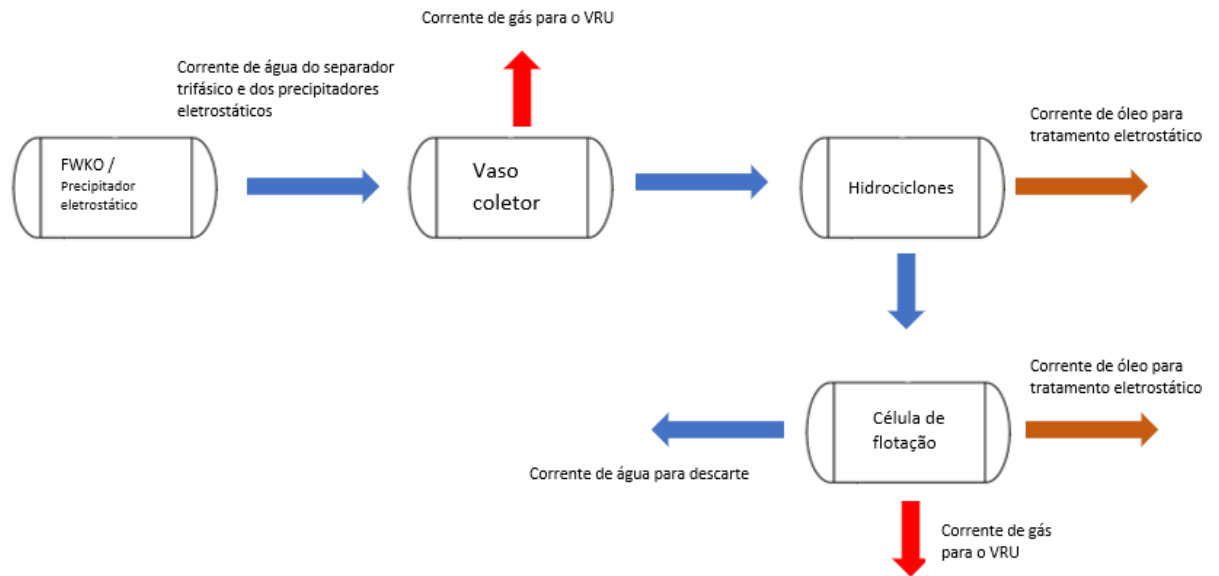 Corrente de gás para o VRU
Corrente de água do separador
trifásico e dos precipitadores
eletrostáticos
Corrente de óleo para
tratamento eletrostático
FWKO /
Precipitador
eletrostático
Vaso
coletor
Hidrociclones
Corrente de óleo para
tratamento eletrostático
Célula de
flotação
Corrente de água para descarte
Corrente de gás
para o VRU